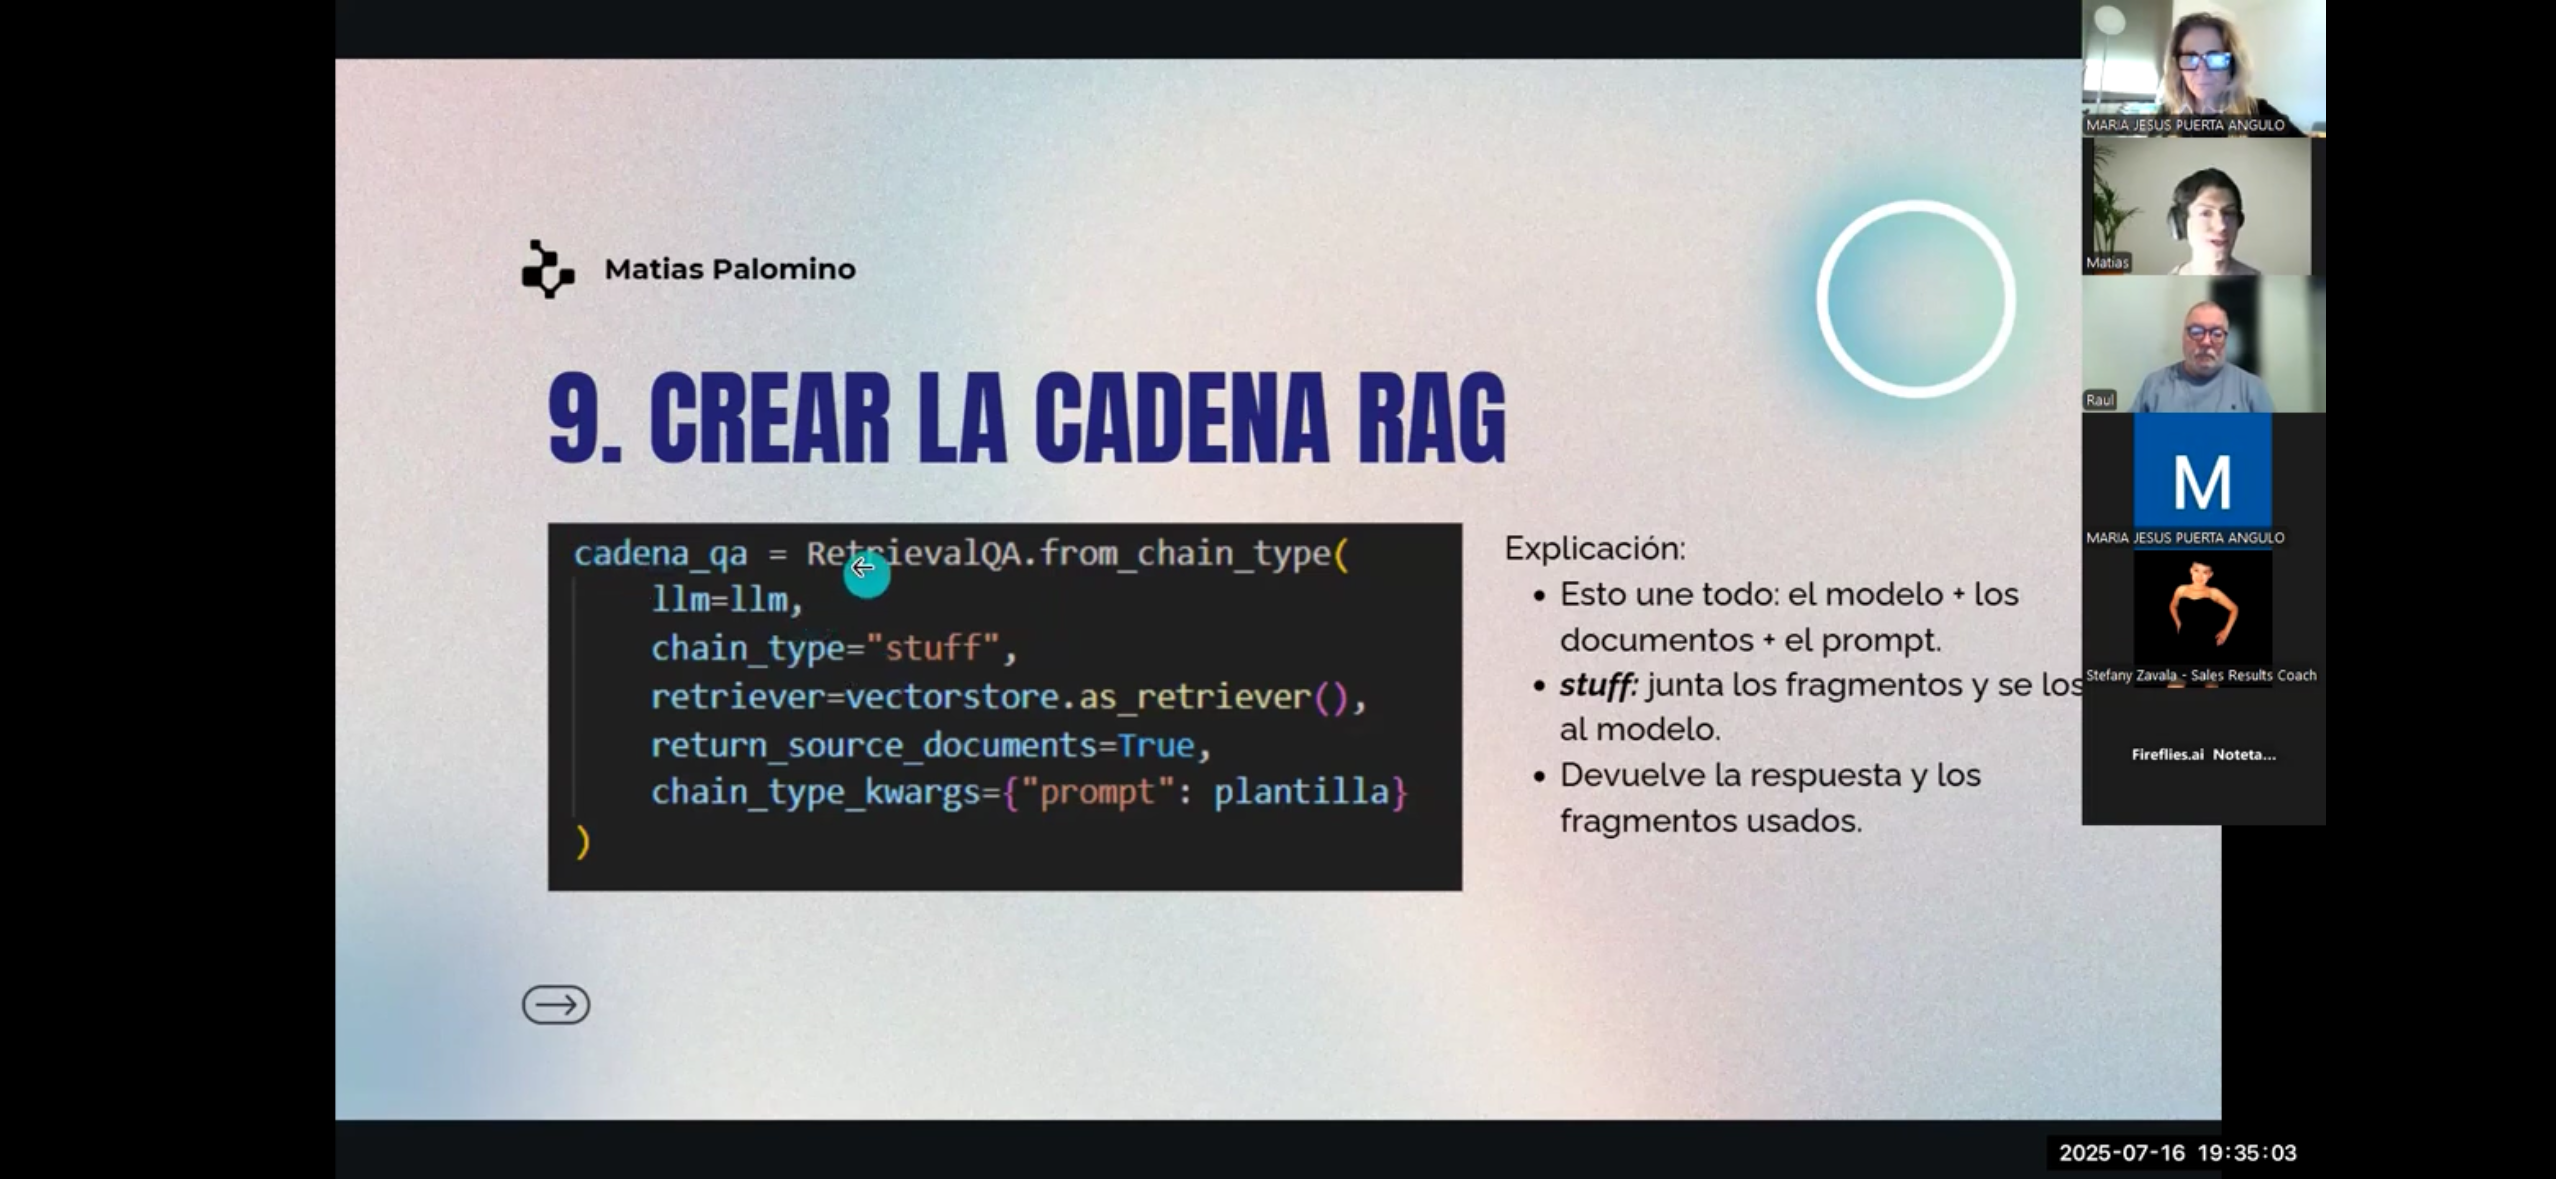 Matias Palomino
9. CREAR LA CADENA RAG
cadena_qa = RetrievalQA.from_chain_type(
llm=llm,
chain_type="stuff",
retriever=vectorstore.as_retriever(),
return_source_documents=True,
chain_type_kwargs={"prompt": plantilla}
)
Explicación:
• Esto une todo: el modelo + los
documentos + el prompt.
• stuff: junta los fragmentos y se los
al modelo.
• Devuelve la respuesta y los
fragmentos usados.
MARIA JESUS PUERTA ANGULO
Matias
Raul
M
MARIA JESUS PUERTA ANGULO
Stefany Zavala - Sales Results Coach
Fireflies.ai Noteta...
2025-07-16 19:35:03